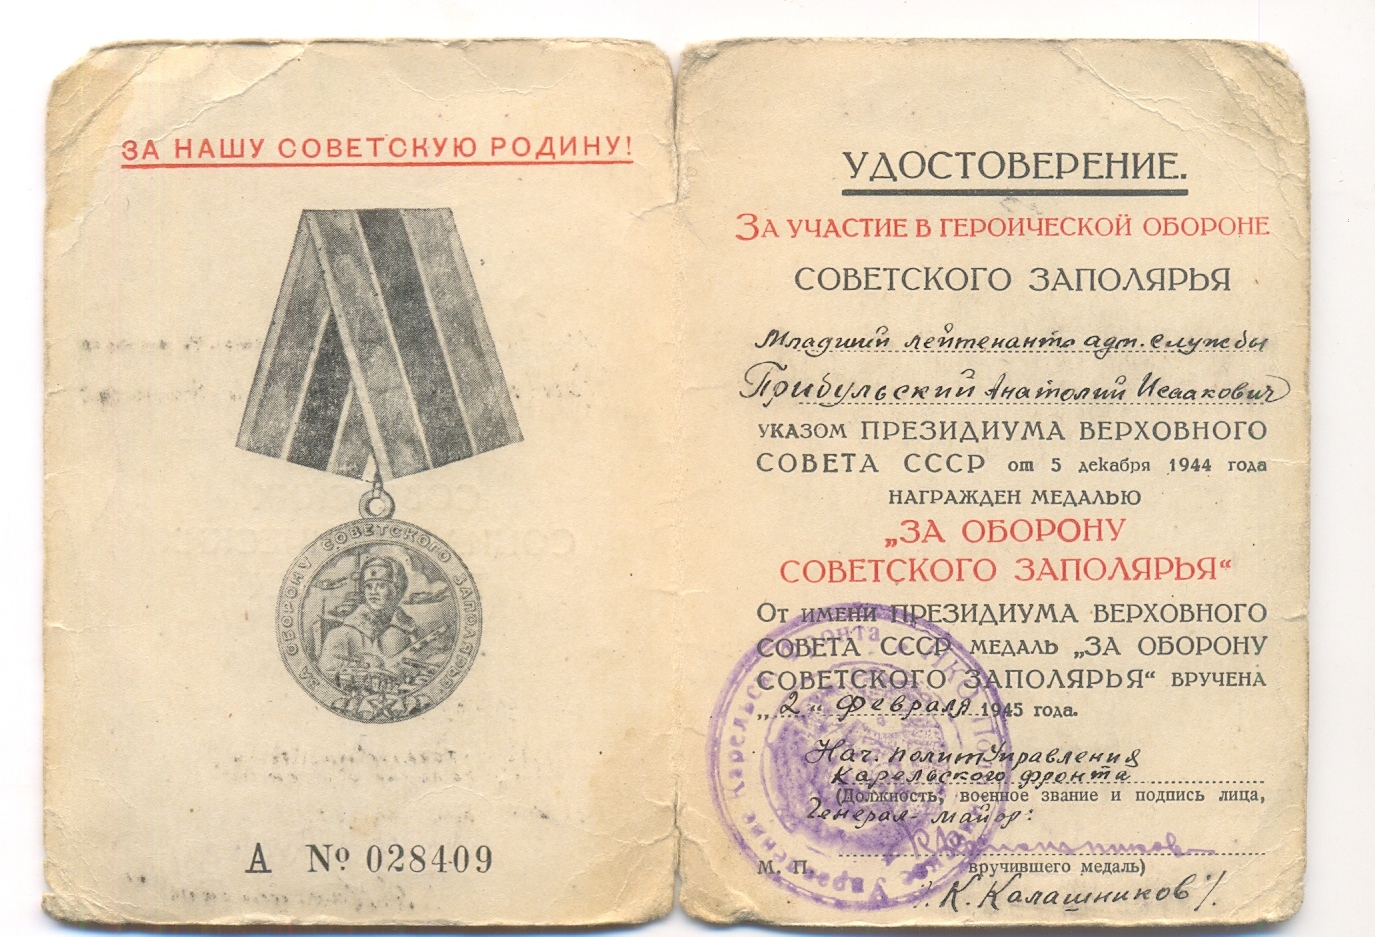 ЗА НАШУ СОВЕТСКУЮ РОДИНУ!
ЗА ОБОРОНУ СОВЕТСКОГО ЗАПОЛЯРЬЯ
А № 028409
УДОСТОВЕРЕНИЕ.
ЗА УЧАСТИЕ В ГЕРОИЧЕСКОЙ ОБОРОНЕ
СОВЕТСКОГО ЗАПОЛЯРЬЯ
Младший лейтенант адм. службы
Прибульский Анатолий Исаакович
УКАЗОМ ПРЕЗИДИУМА ВЕРХОВНОГО
СОВЕТА СССР от 5 декабря 1944 года
НАГРАЖДЕН МЕДАЛЬЮ
„ЗА ОБОРОНУ
СОВЕТСКОГО ЗАПОЛЯРЬЯ“
ОТ ИМЕНИ ПРЕЗИДИУМА ВЕРХОВНОГО
СОВЕТА СССР МЕДАЛЬ „ЗА ОБОРОНУ
СОВЕТСКОГО ЗАПОЛЯРЬЯ“ ВРУЧЕНА
„2“ февраля 1945 года.
Нач. политуправления
Карельского фронта
(Должность, военное звание и подпись лица,
Генерал-майор:
М. П. вручившего медаль)
/К. Калашников/.